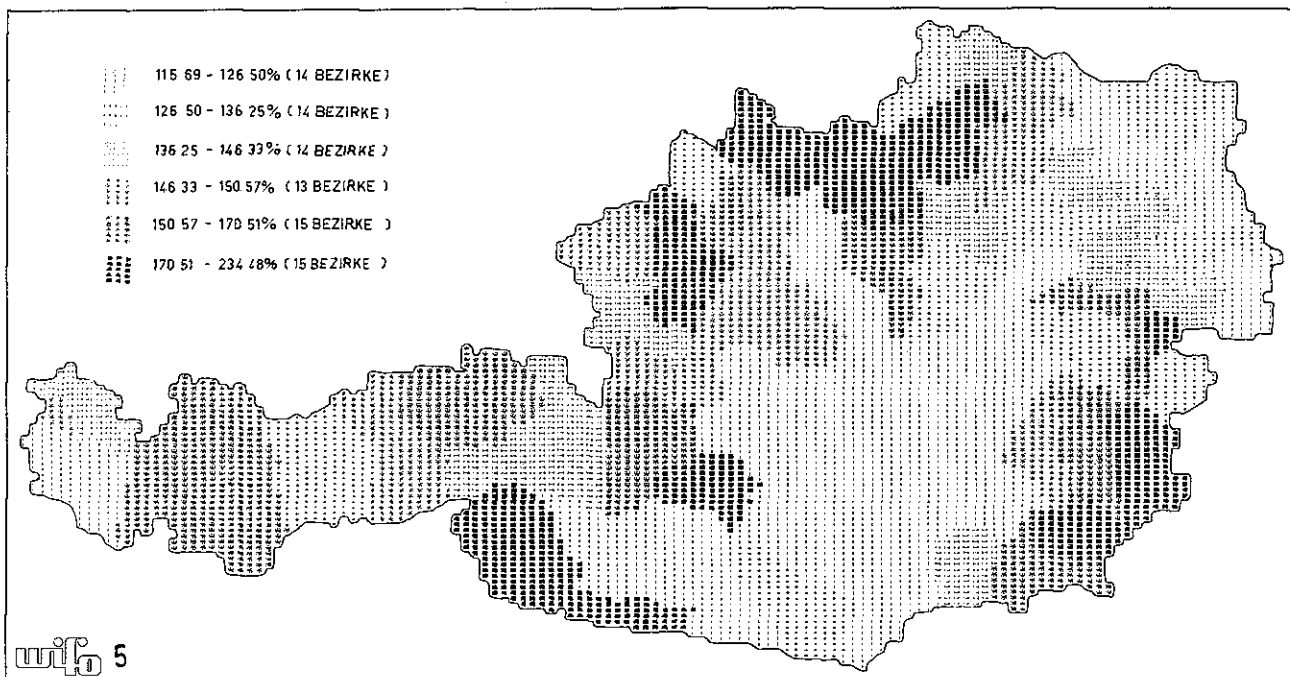 115 69 - 126 50% ( 14 BEZIRKE )
126 50 - 136 25% ( 14 BEZIRKE )
136 25 - 146 33% ( 14 BEZIRKE )
146 33 - 150.57% ( 13 BEZIRKE )
150 57 - 170 51% ( 15 BEZIRKE )
170 51 - 234 48% ( 15 BEZIRKE )
wifo 5